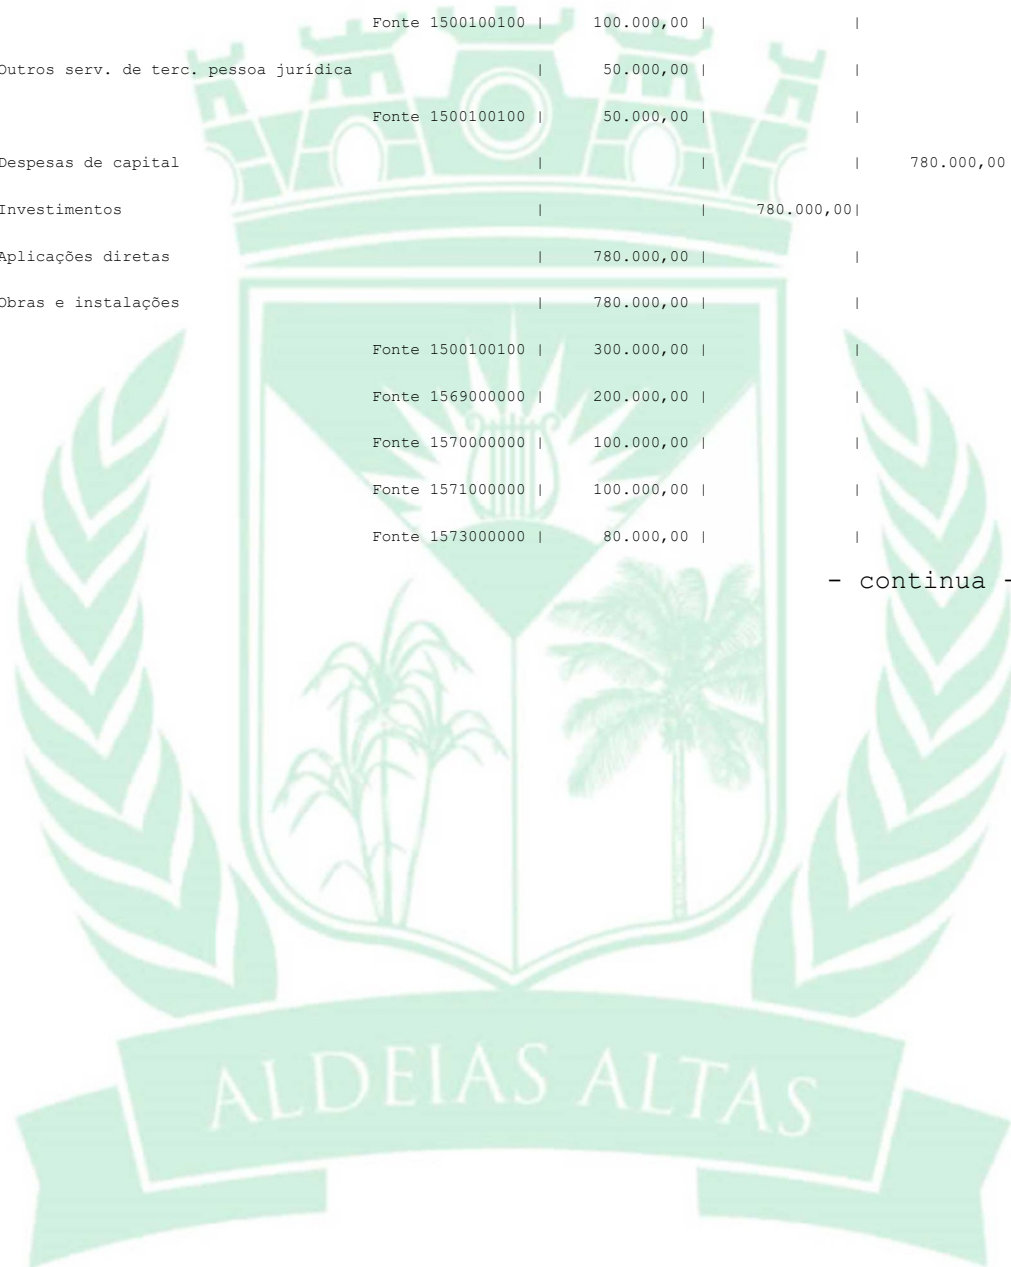 Fonte 1500100100 | 100.000,00 | |
Outros serv. de terc. pessoa jurídica | 50.000,00 | |
Fonte 1500100100 | 50.000,00 | |
Despesas de capital | | | 780.000,00
Investimentos | | 780.000,00|
Aplicações diretas | 780.000,00 | |
Obras e instalações | 780.000,00 | |
Fonte 1500100100 | 300.000,00 | |
Fonte 1569000000 | 200.000,00 | |
Fonte 1570000000 | 100.000,00 | |
Fonte 1571000000 | 100.000,00 | |
Fonte 1573000000 | 80.000,00 | |
- continua -
ALDEIAS ALTAS